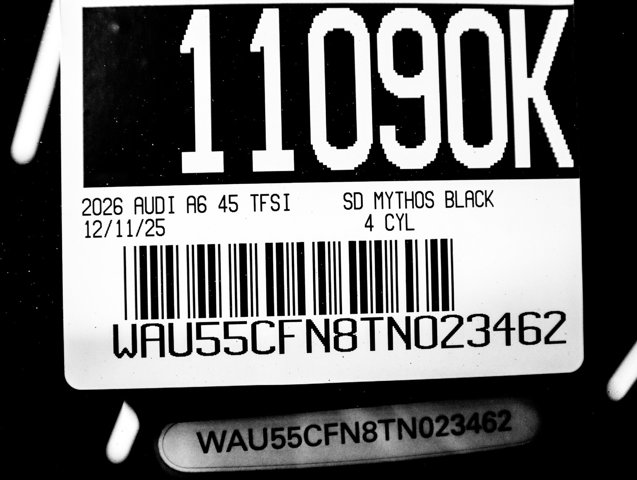 11090K
2026 AUDI A6 45 TFSI SD MYTHOS BLACK
12/11/25 4 CYL
WAU55CFN8TN023462
WAU55CFN8TN023462